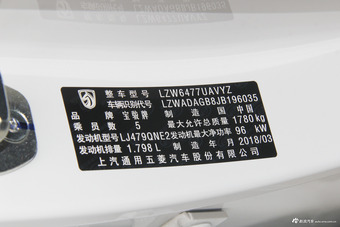 整车型号 LZW6477UAVYZ
车辆识别代号 LZWADAGB8JB196035
品牌 宝骏牌 制造国 中国
乘员数 5 最大允许总质量 1780 kg
发动机型号 LJ479QNE2 发动机最大净功率 96 kW
发动机排量 1.798 L 制造年月 2018/03
上汽通用五菱汽车股份有限公司